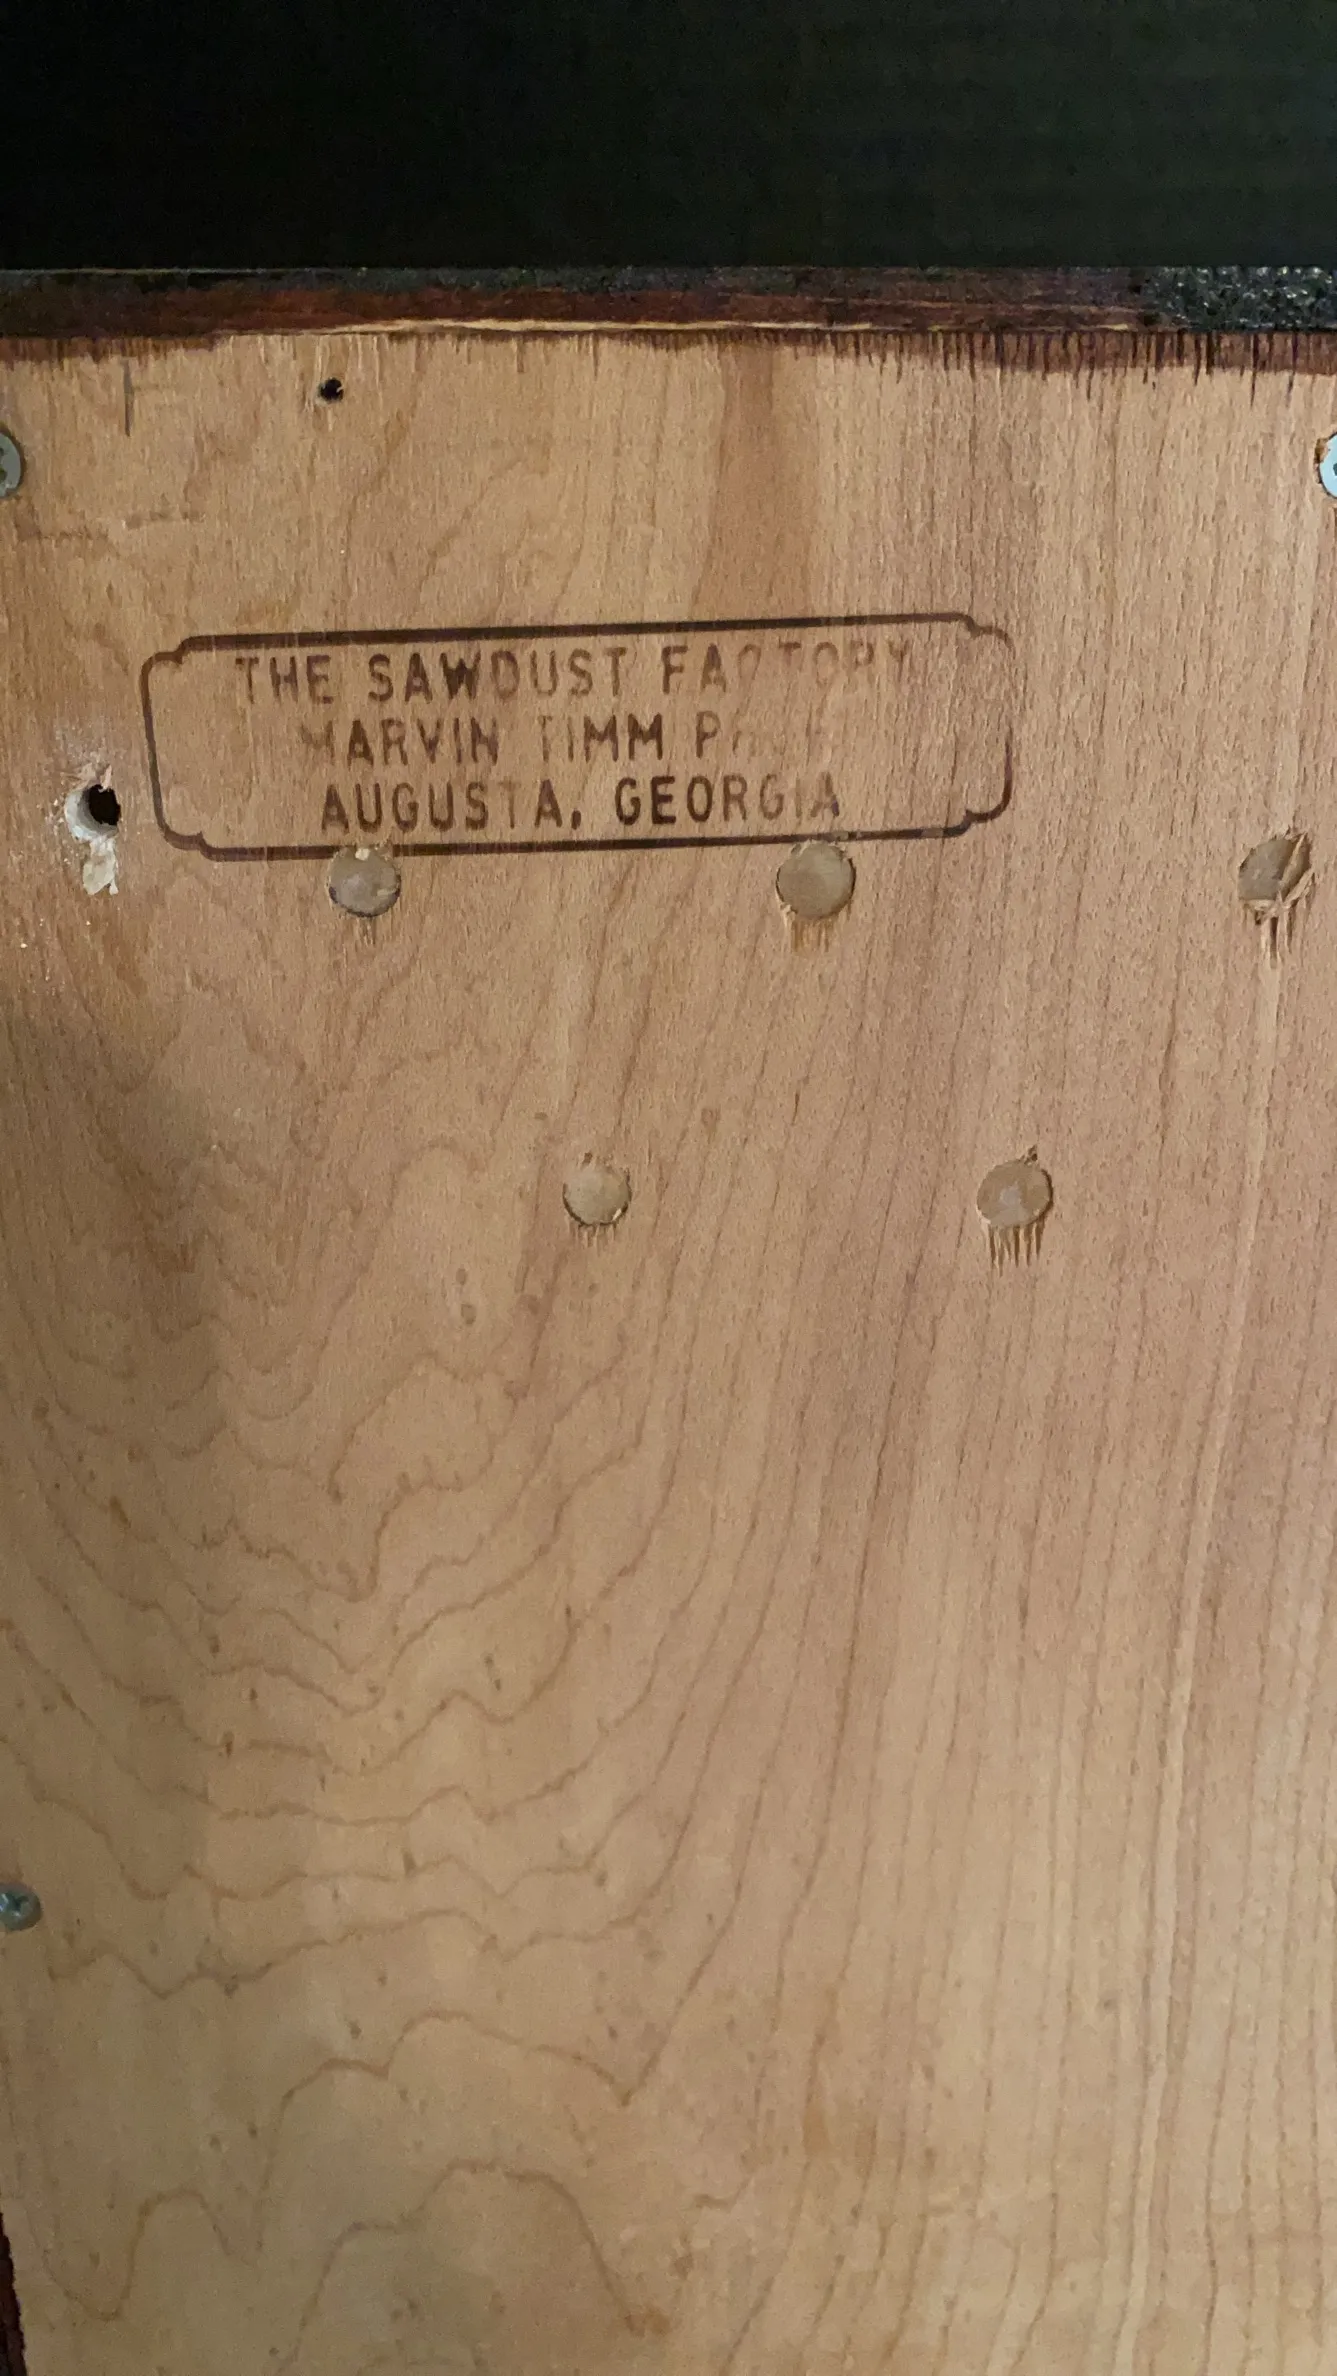 THE SAWDUST FACTORY
MARVIN TIMM
AUGUSTA, GEORGIA